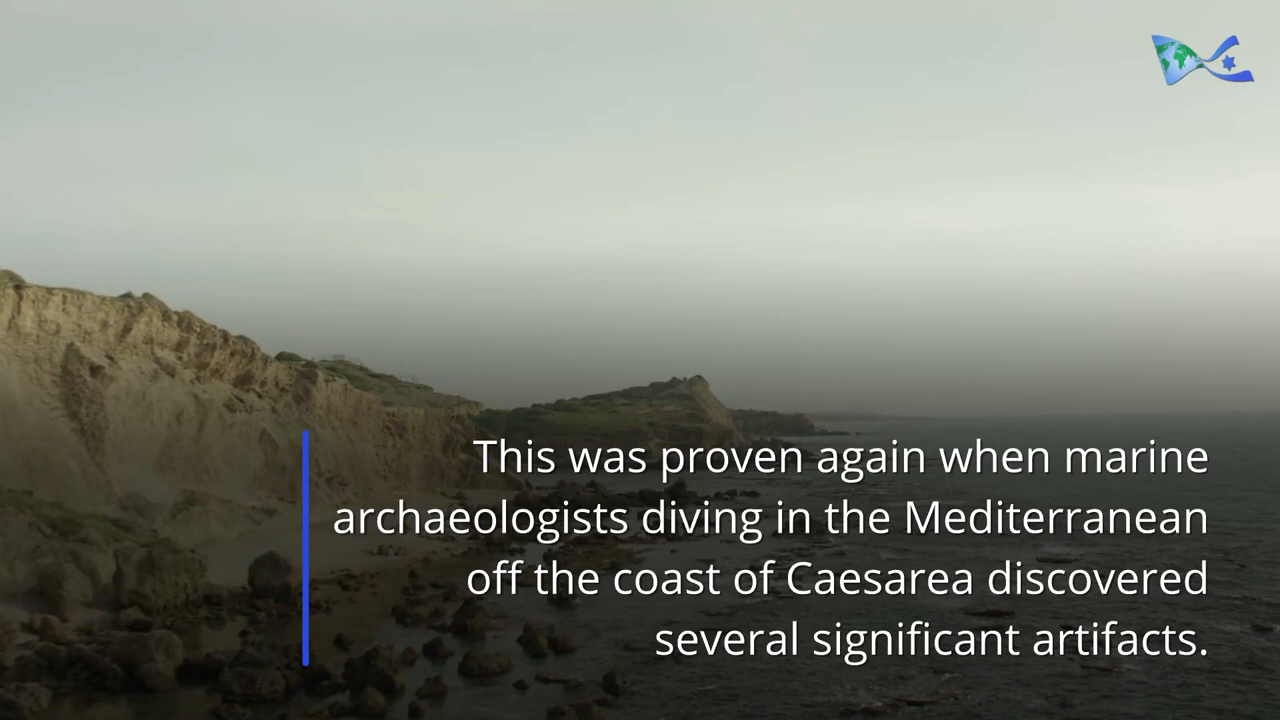 This was proven again when marine
archaeologists diving in the Mediterranean
off the coast of Caesarea discovered
several significant artifacts.